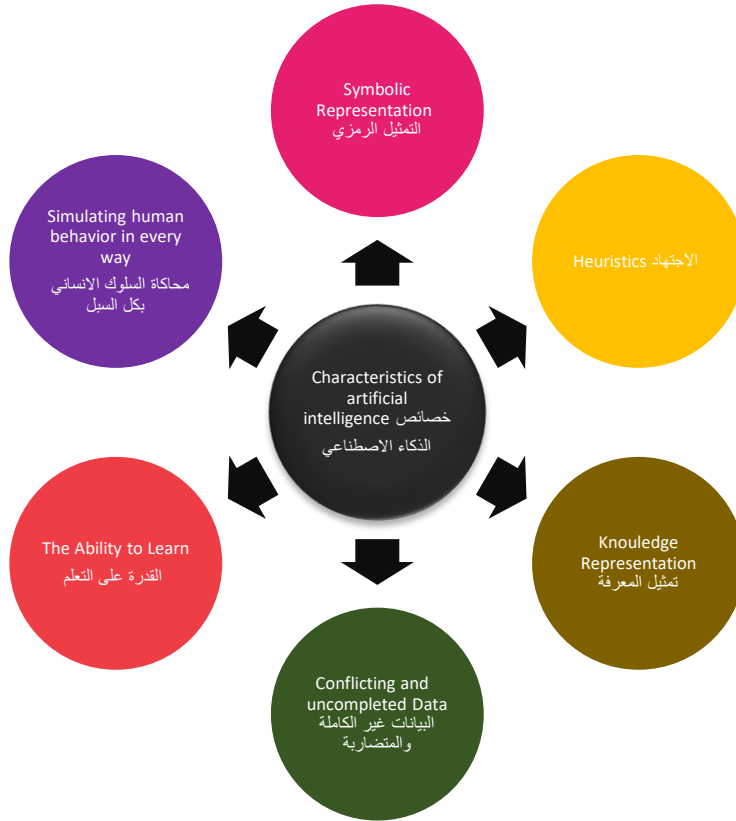 Symbolic
Representation
التمثيل الرمزي
Heuristics الاجتهاد
Knouledge
Representation
تمثيل المعرفة
Conflicting and
uncompleted Data
البيانات غير الكاملة
والمتضاربة
The Ability to Learn
القدرة على التعلم
Simulating human
behavior in every
way
محاكاة السلوك الانساني
بكل السبل
Characteristics of
artificial
intelligence خصائص
الذكاء الاصطناعي